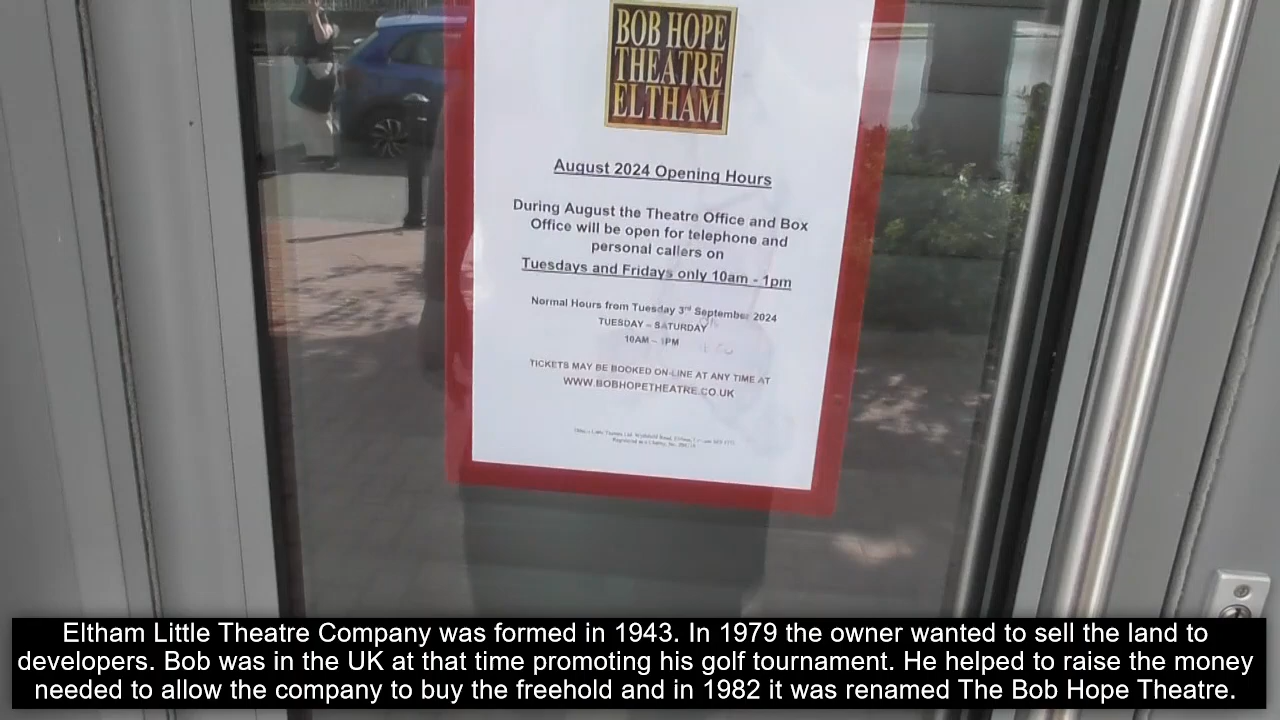 BOB HOPE
THEATRE
ELTHAM
August 2024 Opening Hours
During August the Theatre Office and Box
Office will be open for telephone and
personal callers on
Tuesdays and Fridays only 10am - 1pm
Normal Hours from Tuesday 3rd September 2024
TUESDAY – SATURDAY
10AM – 1PM
TICKETS MAY BE BOOKED ON-LINE AT ANY TIME AT
WWW.BOBHOPETHEATRE.CO.UK
Eltham Little Theatre Company was formed in 1943. In 1979 the owner wanted to sell the land to
developers. Bob was in the UK at that time promoting his golf tournament. He helped to raise the money
needed to allow the company to buy the freehold and in 1982 it was renamed The Bob Hope Theatre.